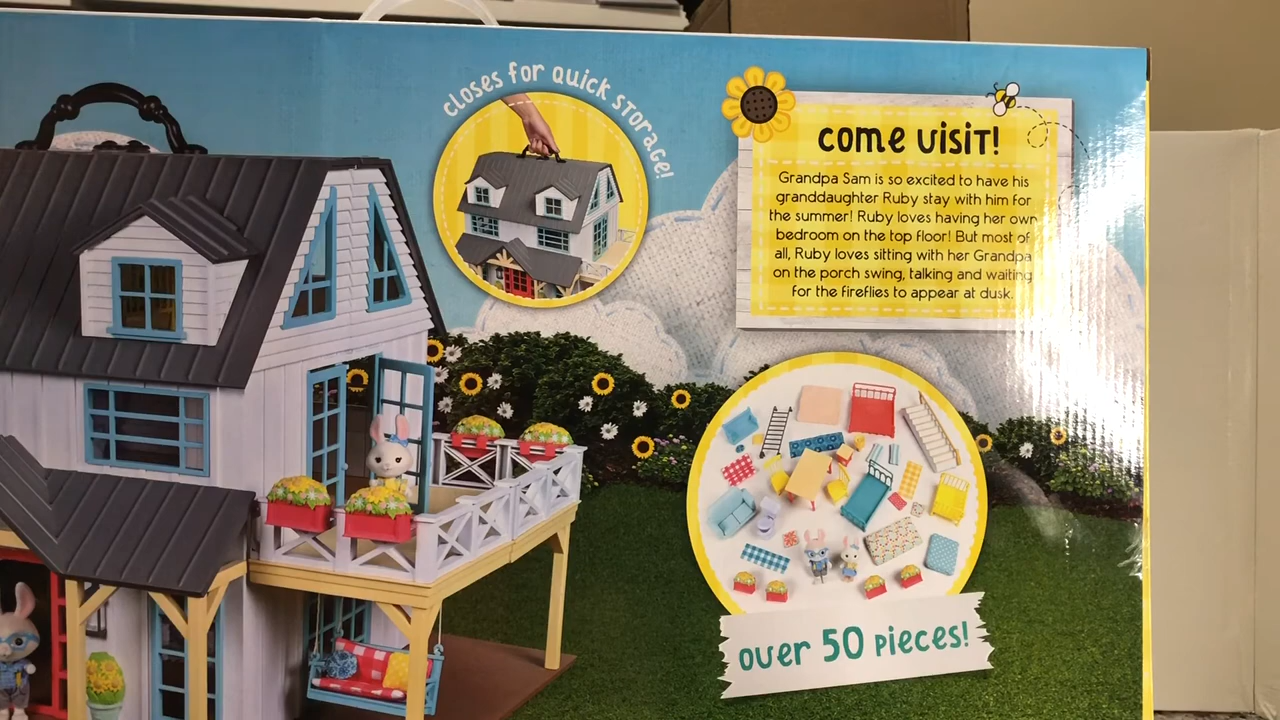 CLOSES FOR QUICK STORAGE!
COME VISIT!
Grandpa Sam is so excited to have his
granddaughter Ruby stay with him for
the summer! Ruby loves having her own
bedroom on the top floor! But most of
all, Ruby loves sitting with her Grandpa
on the porch swing, talking and waiting
for the fireflies to appear at dusk.
over 50 pieces!